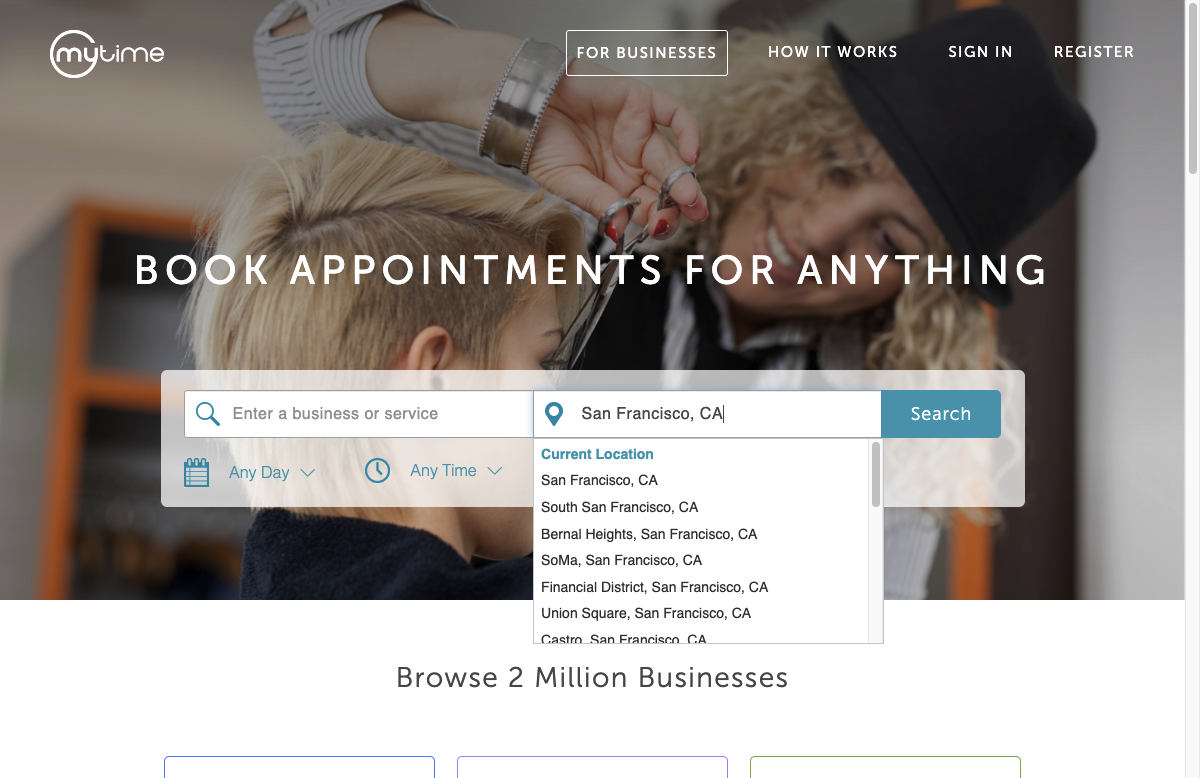 mytime
FOR BUSINESSES
HOW IT WORKS
SIGN IN
REGISTER
BOOK APPOINTMENTS FOR ANYTHING
Enter a business or service
San Francisco, CA
Search
Any Day
Any Time
Current Location
San Francisco, CA
South San Francisco, CA
Bernal Heights, San Francisco, CA
SoMa, San Francisco, CA
Financial District, San Francisco, CA
Union Square, San Francisco, CA
Castro, San Francisco, CA
Browse 2 Million Businesses